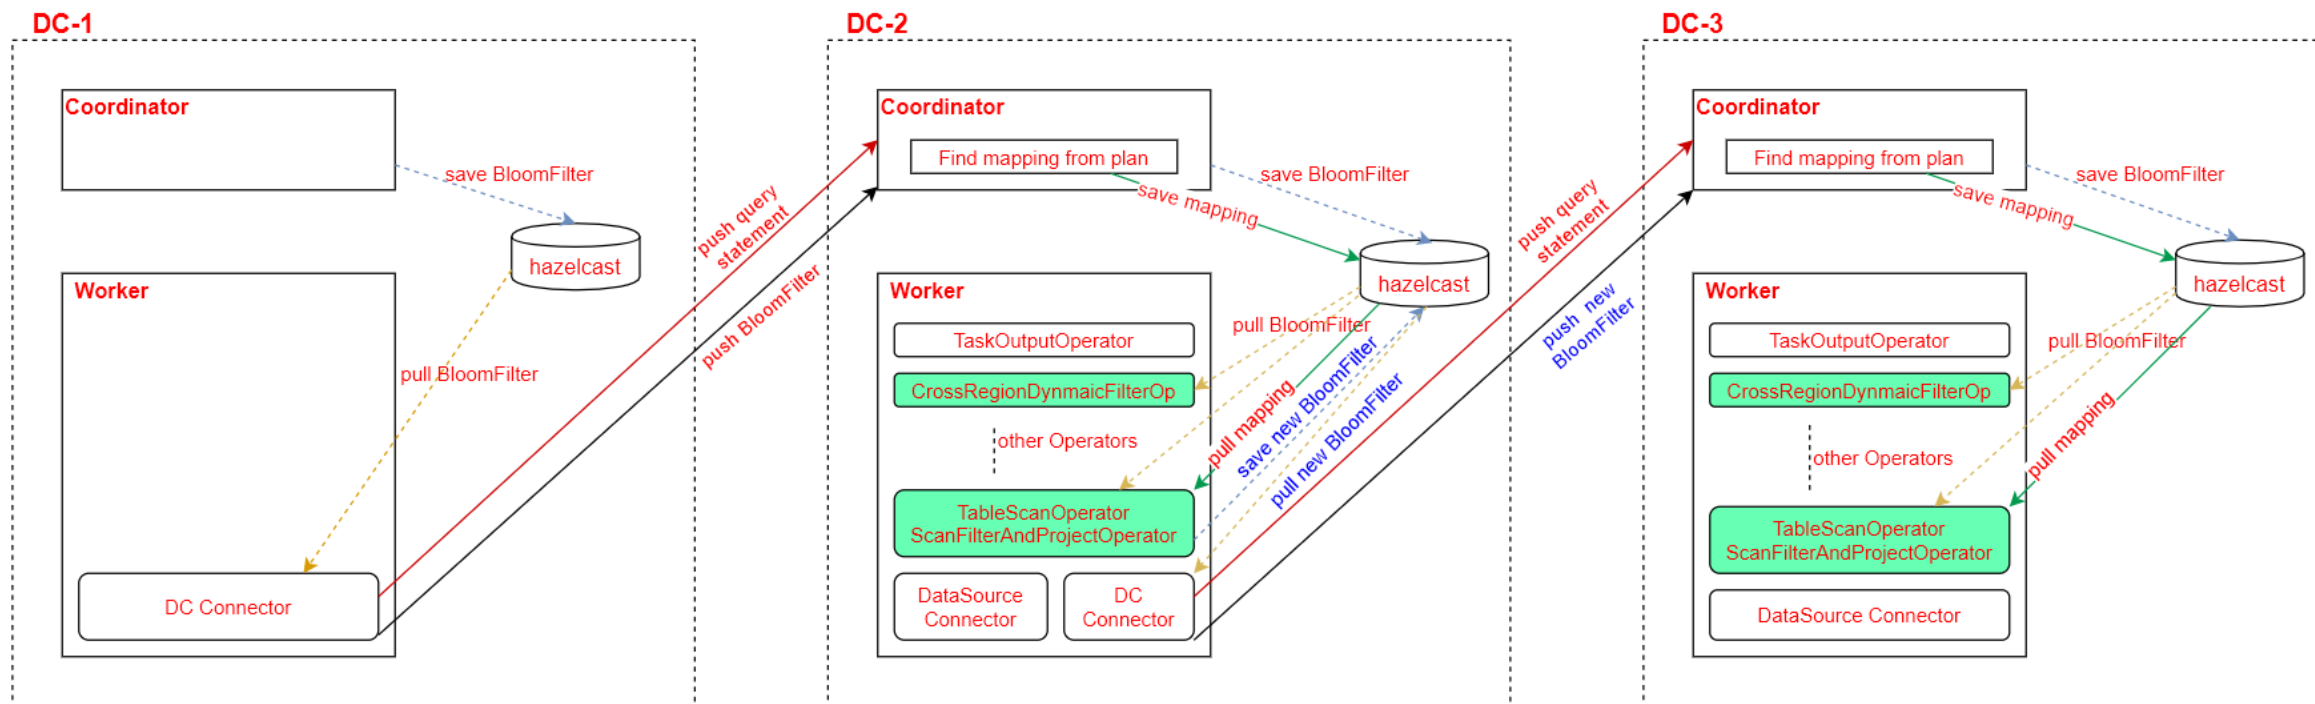 DC-1
Coordinator
save BloomFilter
hazelcast
Worker
pull BloomFilter
DC Connector
push query
statement
push BloomFilter
DC-2
Coordinator
Find mapping from plan
save BloomFilter
save mapping
hazelcast
Worker
TaskOutputOperator
pull BloomFilter
CrossRegionDynmaicFilterOp
other Operators
pull mapping
save new BloomFilter
pull new BloomFilter
TableScanOperator
ScanFilterAndProjectOperator
DataSource
Connector
DC
Connector
push query
statement
push new
BloomFilter
DC-3
Coordinator
Find mapping from plan
save BloomFilter
save mapping
hazelcast
Worker
TaskOutputOperator
pull BloomFilter
CrossRegionDynmaicFilterOp
other Operators
pull mapping
TableScanOperator
ScanFilterAndProjectOperator
DataSource Connector